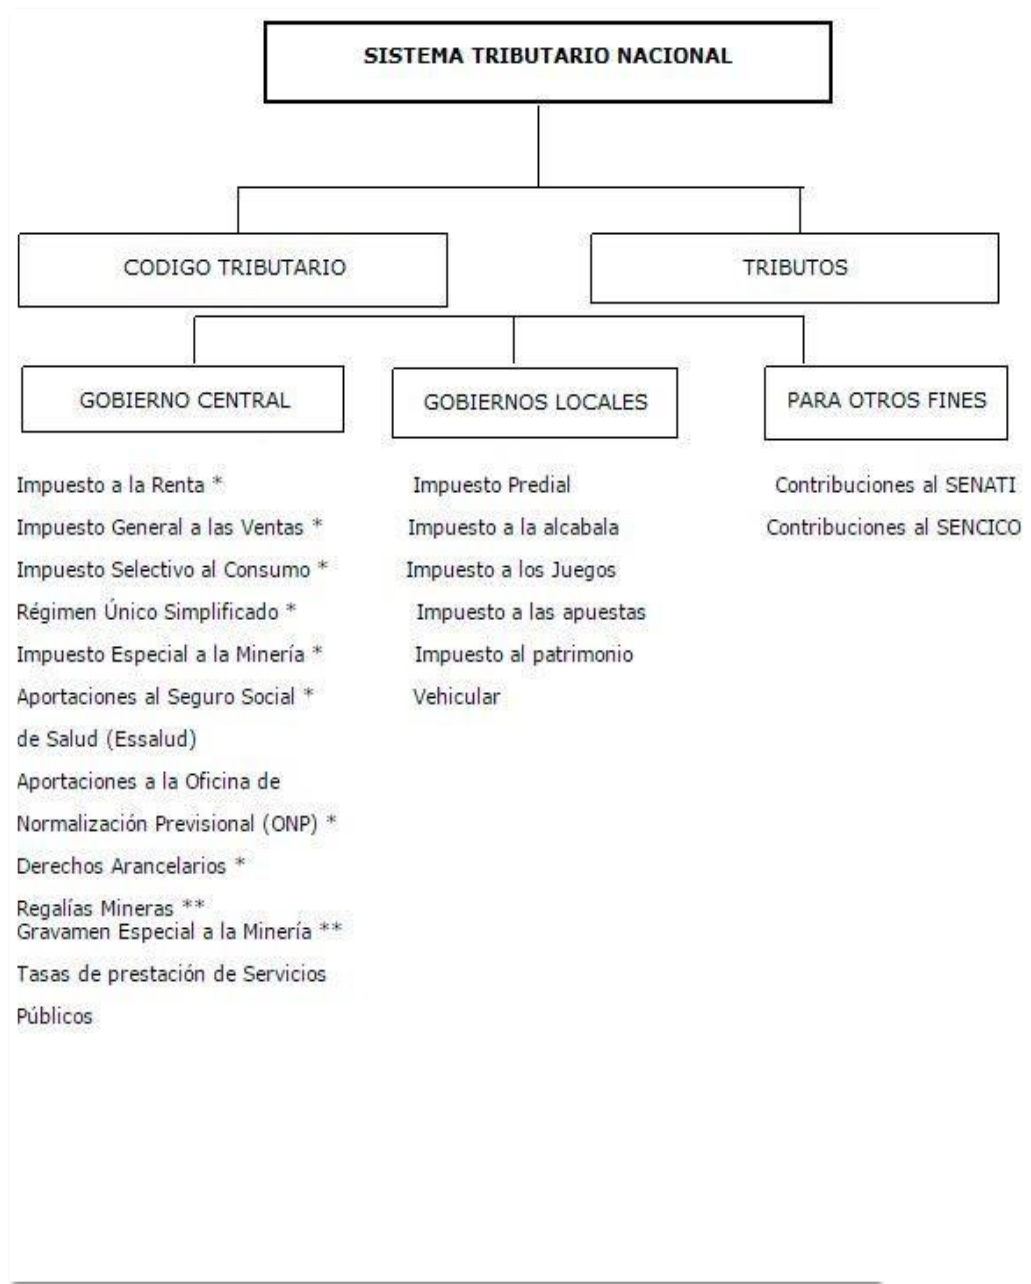 SISTEMA TRIBUTARIO NACIONAL
CODIGO TRIBUTARIO
TRIBUTOS
GOBIERNO CENTRAL
GOBIERNOS LOCALES
PARA OTROS FINES
Impuesto a la Renta *
Impuesto General a las Ventas *
Impuesto Selectivo al Consumo *
Régimen Único Simplificado *
Impuesto Especial a la Minería *
Aportaciones al Seguro Social *
de Salud (Essalud)
Aportaciones a la Oficina de
Normalización Previsional (ONP) *
Derechos Arancelarios *
Regalías Mineras **
Gravamen Especial a la Minería **
Tasas de prestación de Servicios
Públicos
Impuesto Predial
Impuesto a la alcabala
Impuesto a los Juegos
Impuesto a las apuestas
Impuesto al patrimonio
Vehicular
Contribuciones al SENATI
Contribuciones al SENCICO